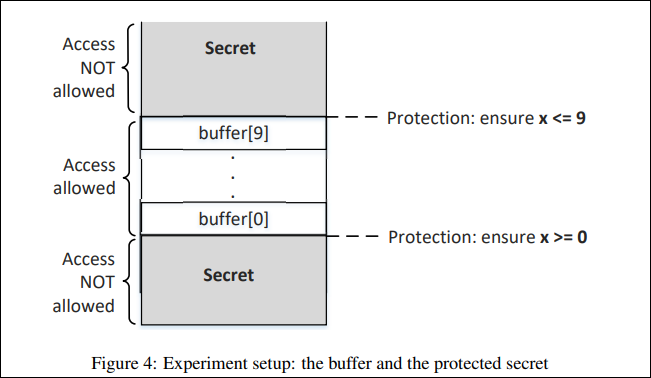 Access
NOT
allowed
Secret
Protection: ensure x <= 9
buffer[9]
.
.
.
Access
allowed
buffer[0]
Protection: ensure x >= 0
Access
NOT
allowed
Secret
Figure 4: Experiment setup: the buffer and the protected secret